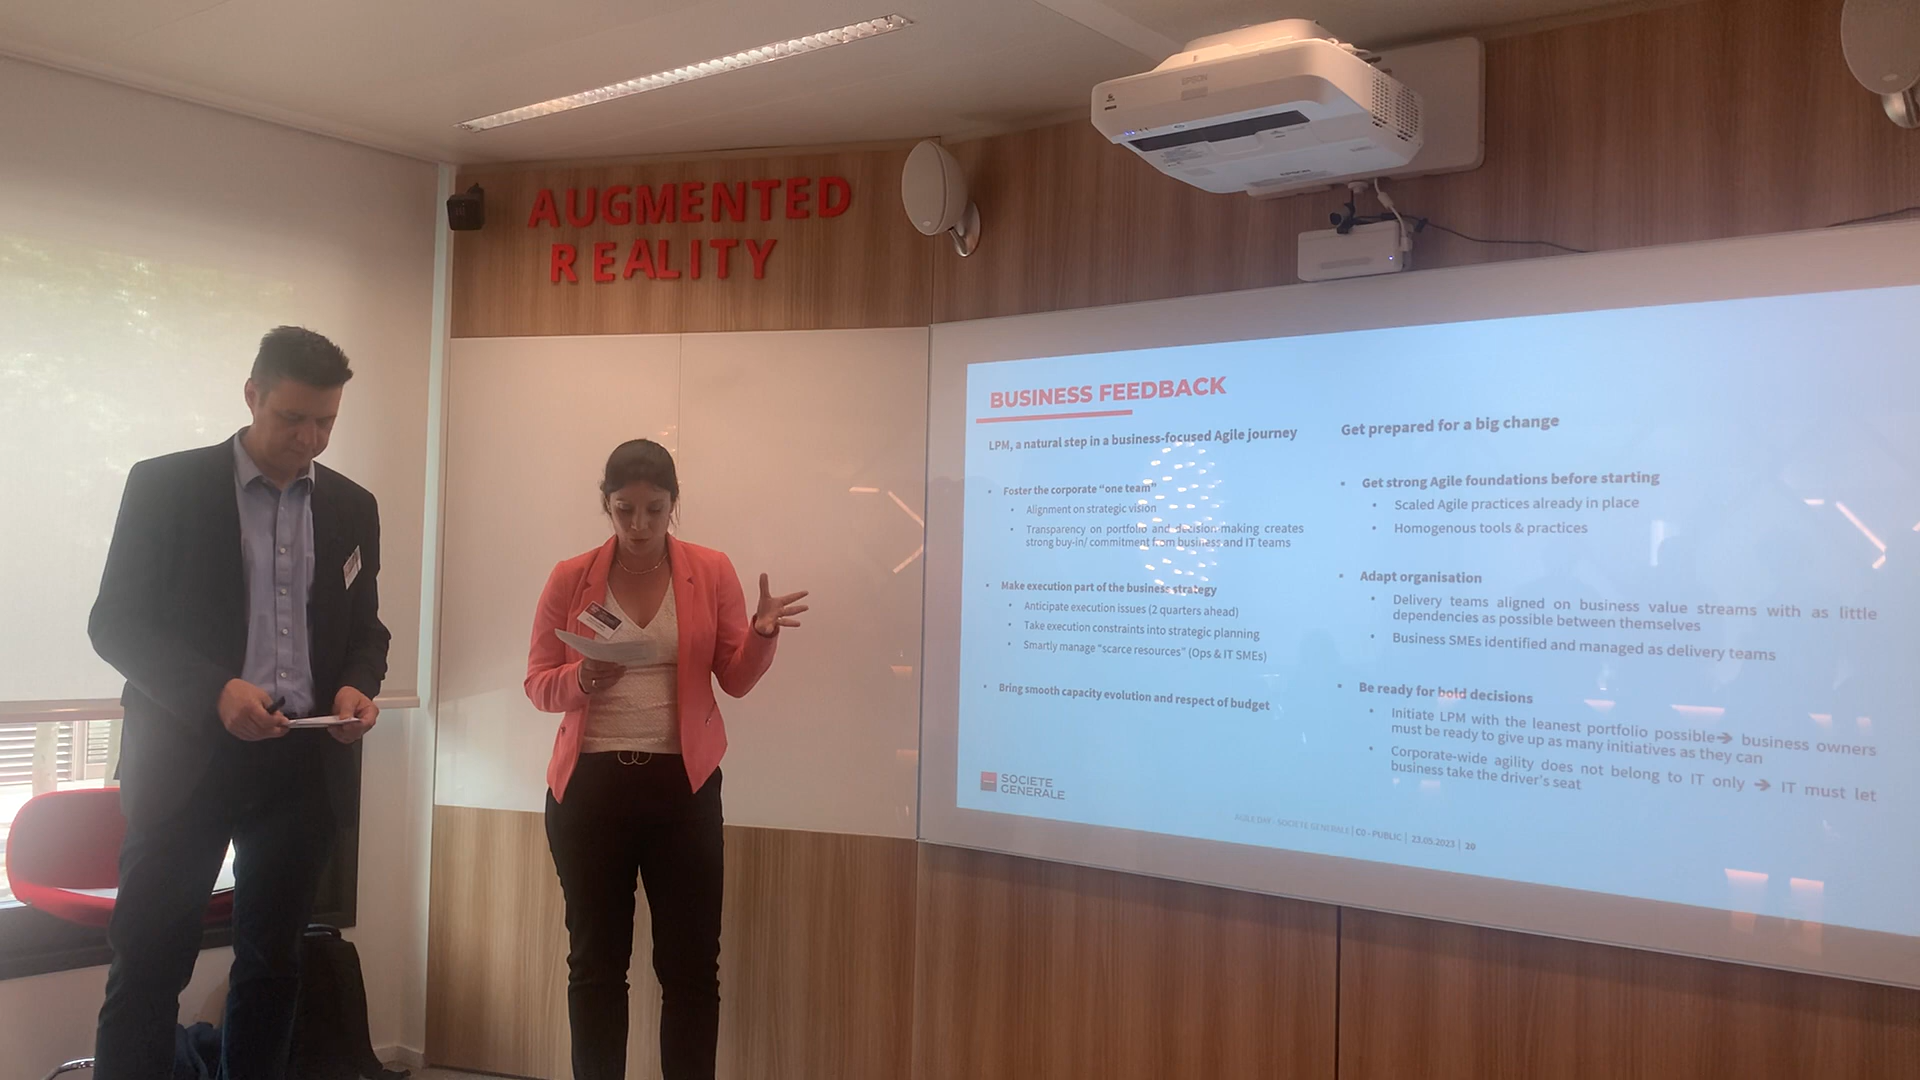 AUGMENTED
REALITY
EPSON
BUSINESS FEEDBACK
LPM, a natural step in a business-focused Agile journey
• Foster the corporate “one team”
• Alignment on strategic vision
• Transparency on portfolio and decision-making creates
strong buy-in/ commitment from business and IT teams
• Make execution part of the business strategy
• Anticipate execution issues (2 quarters ahead)
• Take execution constraints into strategic planning
• Smartly manage “scarce resources” (Ops & IT SMEs)
• Bring smooth capacity evolution and respect of budget
Get prepared for a big change
• Get strong Agile foundations before starting
• Scaled Agile practices already in place
• Homogenous tools & practices
• Adapt organisation
• Delivery teams aligned on business value streams with as little
dependencies as possible between themselves
• Business SMEs identified and managed as delivery teams
• Be ready for bold decisions
• Initiate LPM with the leanest portfolio possible➔ business owners
must be ready to give up as many initiatives as they can
• Corporate-wide agility does not belong to IT only ➔ IT must let
business take the driver's seat
SOCIETE
GENERALE
AGILE DAY - SOCIETE GENERALE | C0 - PUBLIC | 23.05.2023 | 20